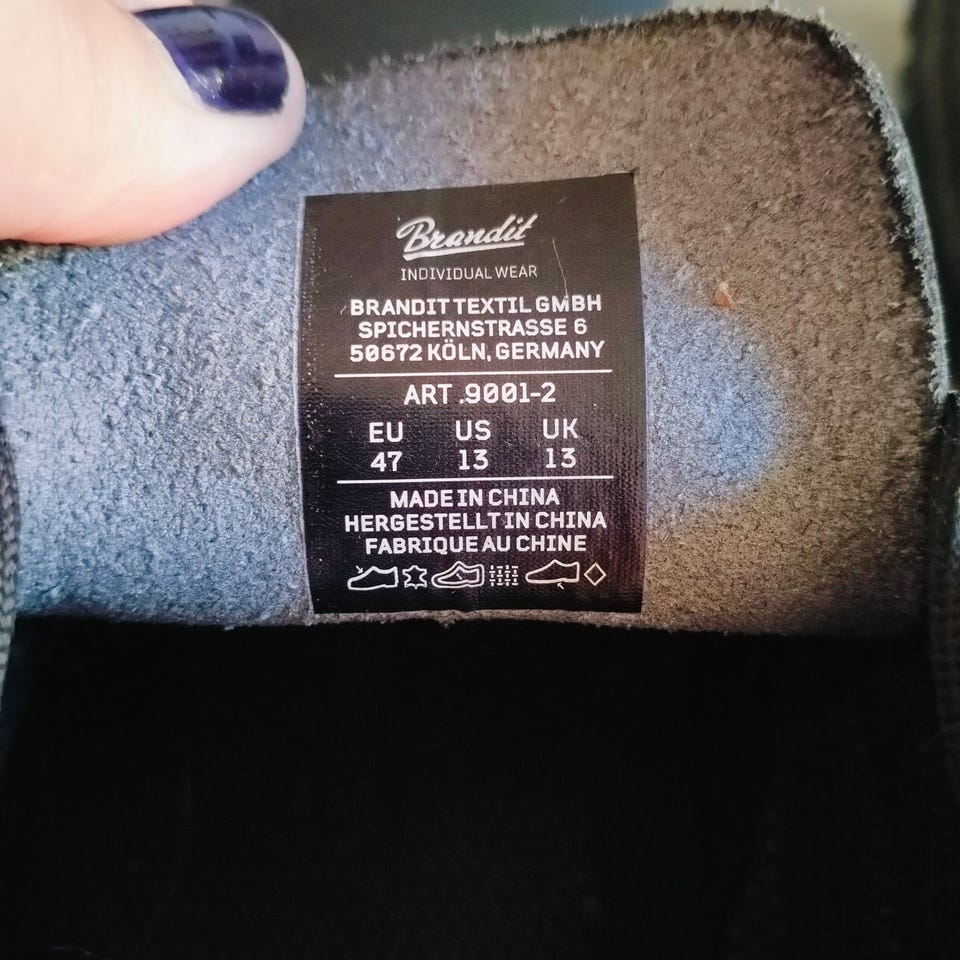 Brandit
INDIVIDUAL WEAR
BRANDIT TEXTIL GMBH
SPICHERNSTRASSE 6
50672 KÖLN, GERMANY
ART .9001-2
EU US UK
47 13 13
MADE IN CHINA
HERGESTELLT IN CHINA
FABRIQUE AU CHINE